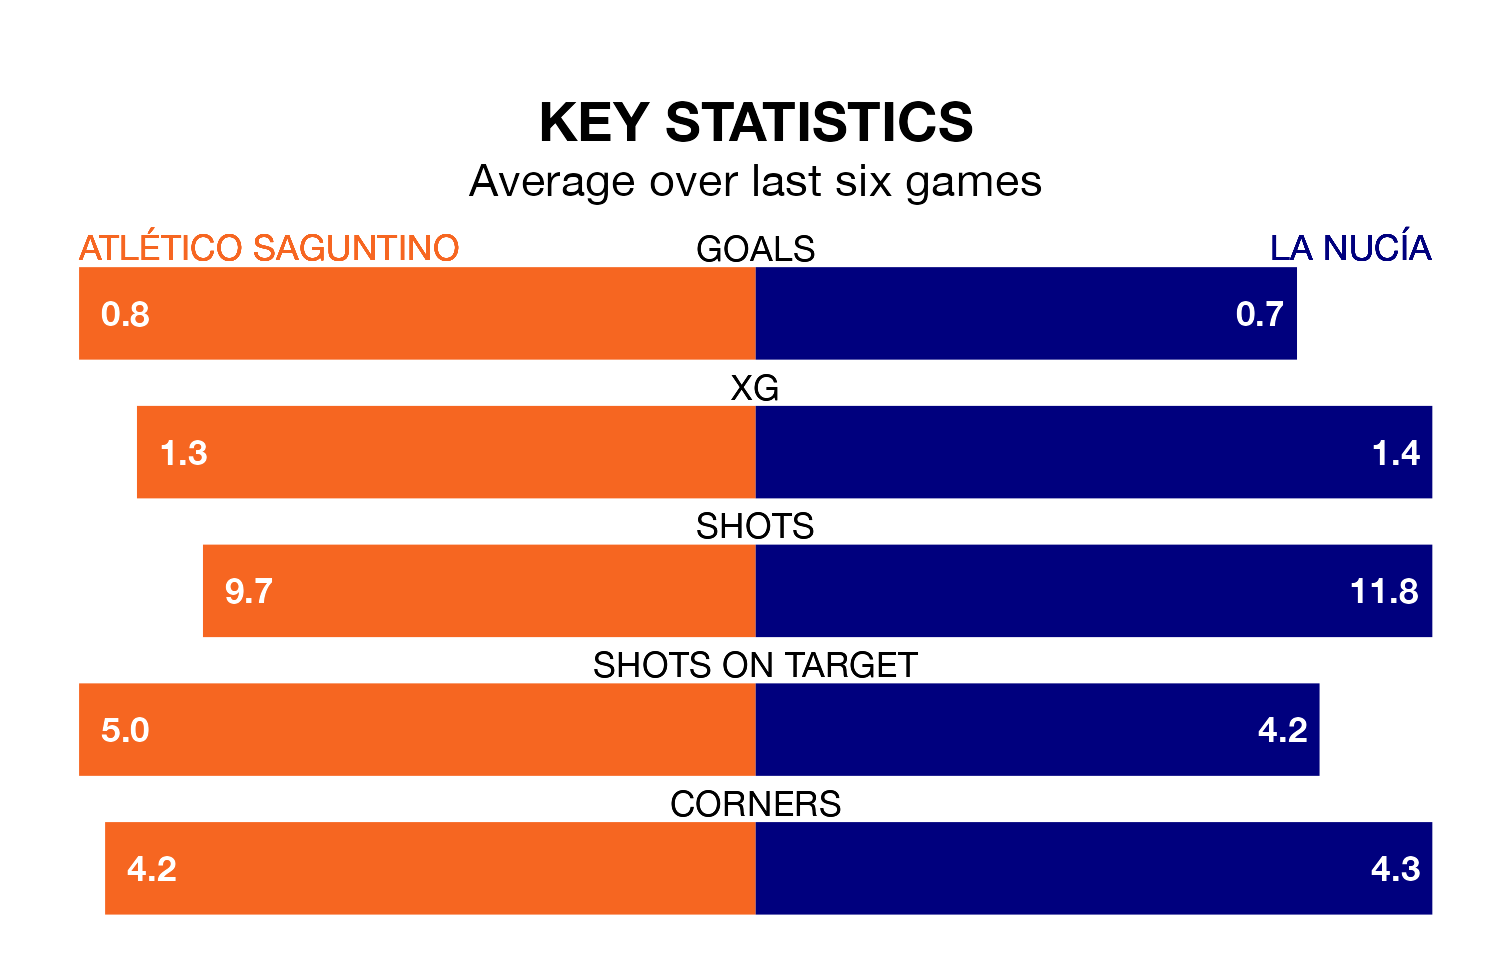 KEY STATISTICS
Average over last six games
ATLÉTICO SAGUNTINO GOALS LA NUCÍA
0.8 0.7
XG
1.3 1.4
SHOTS
9.7 11.8
SHOTS ON TARGET
5.0 4.2
CORNERS
4.2 4.3